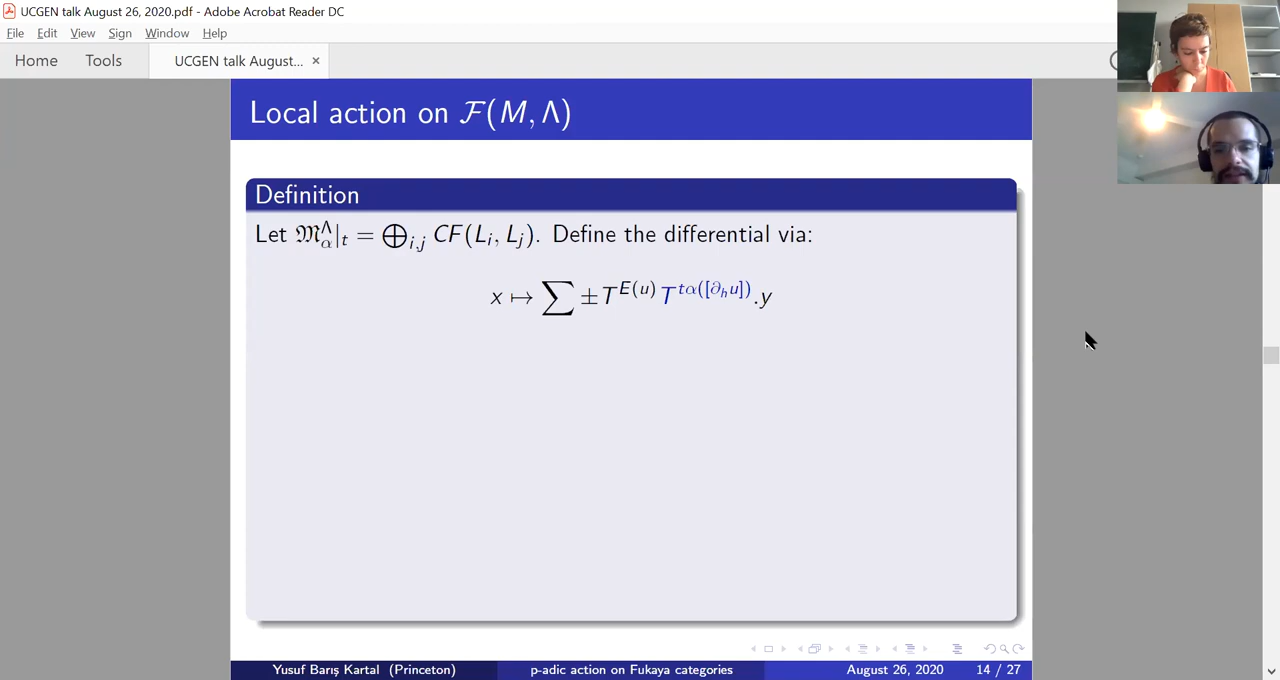 UCGEN talk August 26, 2020.pdf - Adobe Acrobat Reader DC
File Edit View Sign Window Help
Home Tools UCGEN talk August... ×
Local action on ℱ(M, Λ)
Definition
Let 𝔐_α^Λ|_t = ⊕_{i,j} CF(L_i, L_j). Define the differential via:
x ↦ ∑ ±T^{E(u)} T^{tα([∂_h u])}.y
Yusuf Barış Kartal (Princeton) p-adic action on Fukaya categories August 26, 2020 14 / 27